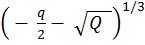 (− q/2 − √Q)^1/3